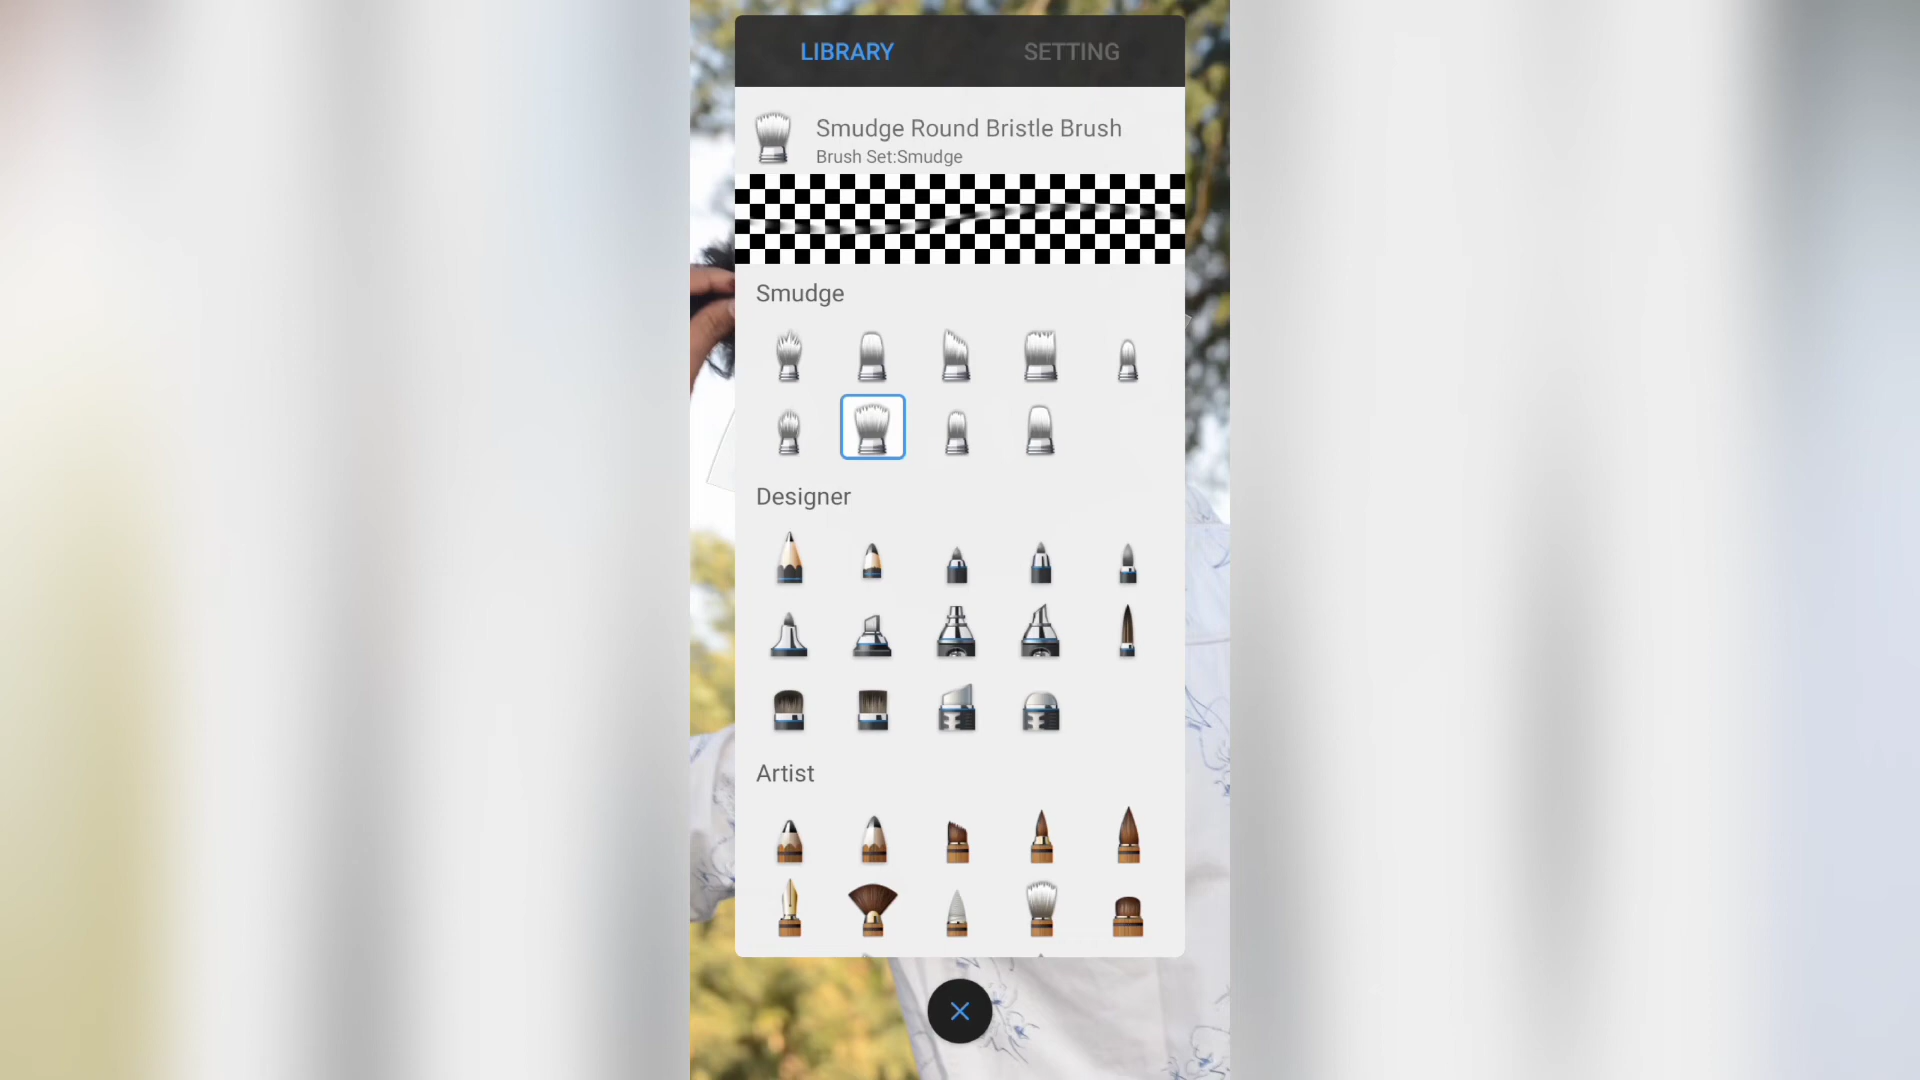 LIBRARY
SETTING
Smudge Round Bristle Brush
Brush Set:Smudge
Smudge
Designer
Artist